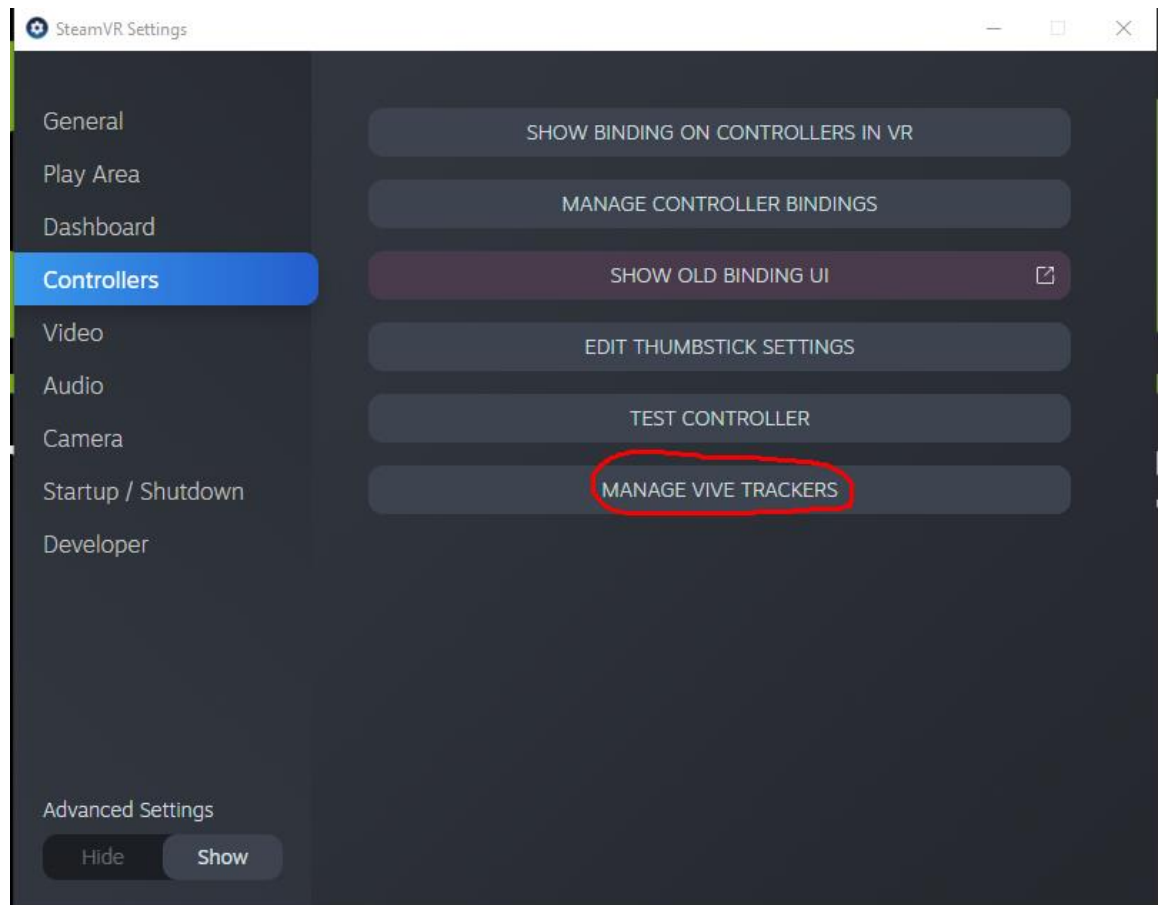 SteamVR Settings
General
Play Area
Dashboard
Controllers
Video
Audio
Camera
Startup / Shutdown
Developer
Advanced Settings
Hide Show
SHOW BINDING ON CONTROLLERS IN VR
MANAGE CONTROLLER BINDINGS
SHOW OLD BINDING UI
EDIT THUMBSTICK SETTINGS
TEST CONTROLLER
MANAGE VIVE TRACKERS